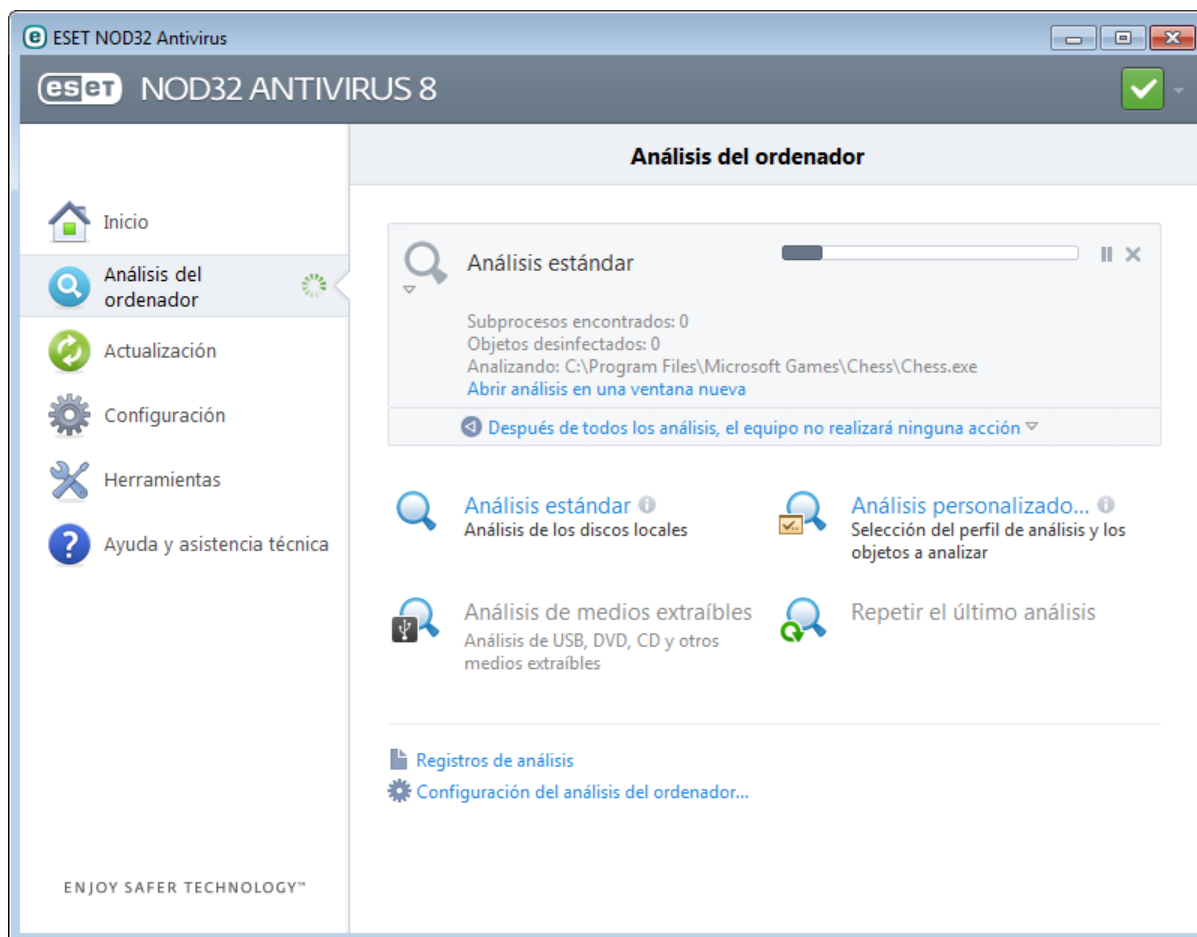 ESET NOD32 Antivirus
eset NOD32 ANTIVIRUS 8
Análisis del ordenador
Inicio
Análisis del
ordenador
Actualización
Configuración
Herramientas
Ayuda y asistencia técnica
ENJOY SAFER TECHNOLOGY™
Análisis estándar
Subprocesos encontrados: 0
Objetos desinfectados: 0
Analizando: C:\Program Files\Microsoft Games\Chess\Chess.exe
Abrir análisis en una ventana nueva
Después de todos los análisis, el equipo no realizará ninguna acción
Análisis estándar
Análisis de los discos locales
Análisis personalizado...
Selección del perfil de análisis y los
objetos a analizar
Análisis de medios extraíbles
Análisis de USB, DVD, CD y otros
medios extraíbles
Repetir el último análisis
Registros de análisis
Configuración del análisis del ordenador...